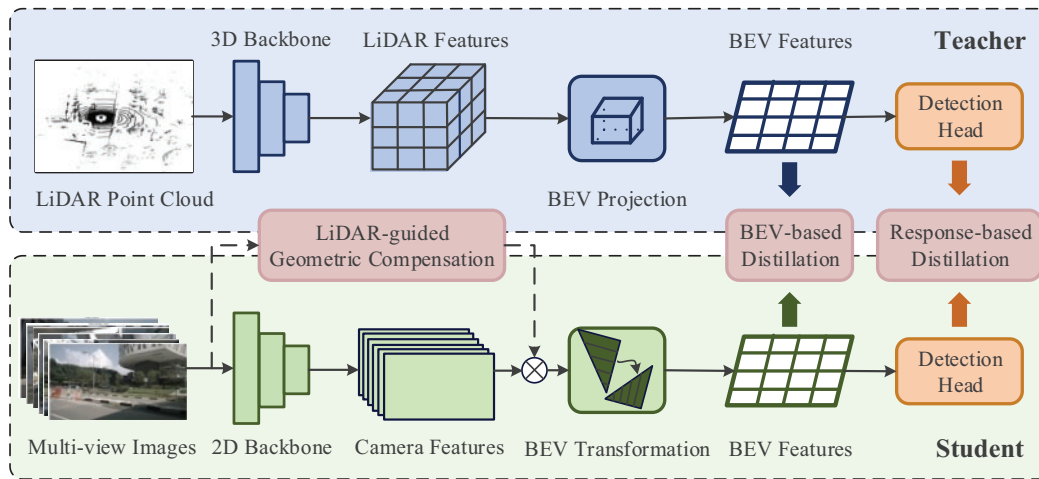 3D Backbone
LiDAR Features
BEV Features
Teacher
Detection
Head
LiDAR Point Cloud
BEV Projection
LiDAR-guided
Geometric Compensation
BEV-based
Distillation
Response-based
Distillation
Detection
Head
Multi-view Images
2D Backbone
Camera Features
BEV Transformation
BEV Features
Student